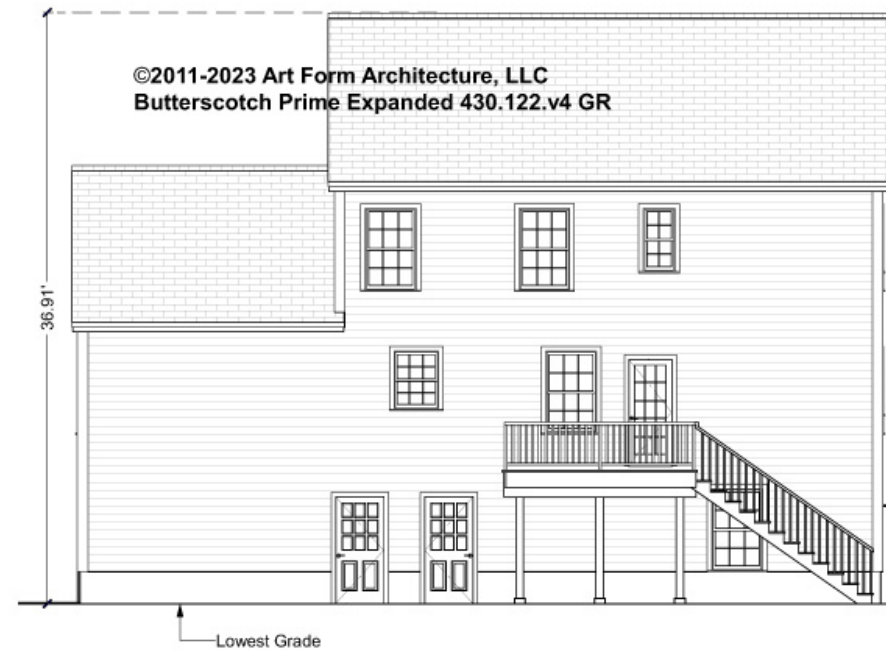 ©2011-2023 Art Form Architecture, LLC
Butterscotch Prime Expanded 430.122.v4 GR
36.91'
Lowest Grade